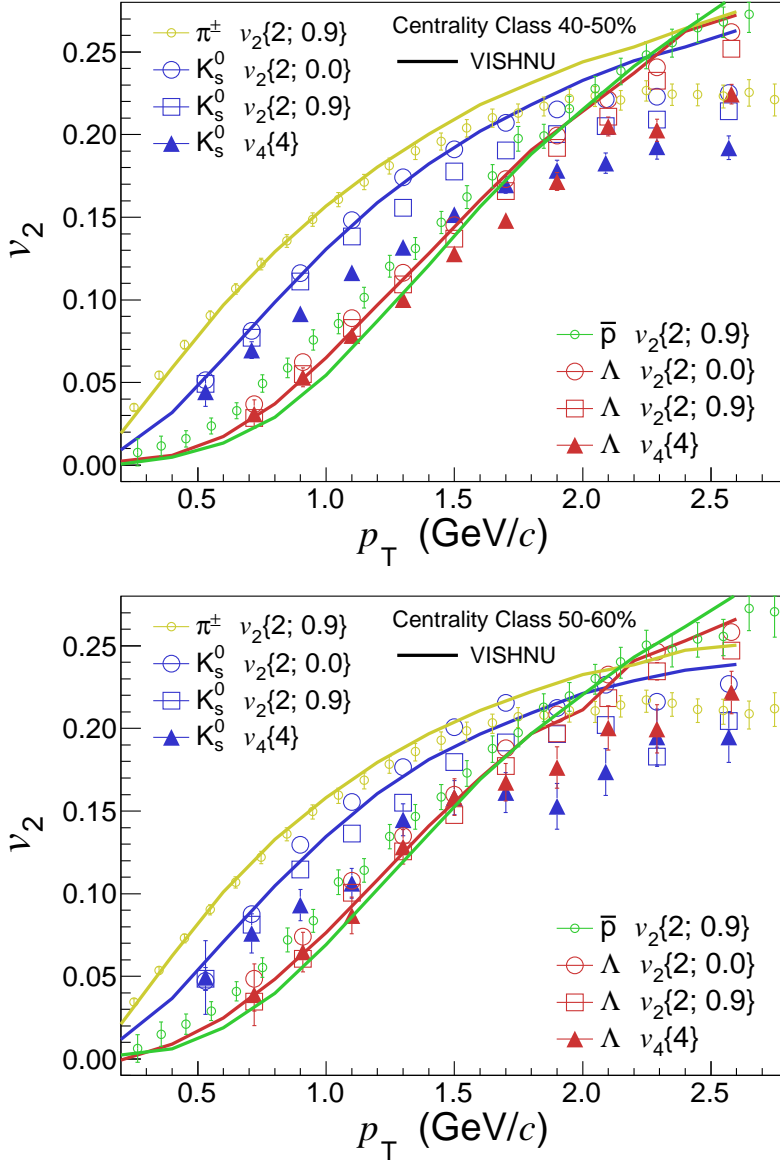 π± v2{2; 0.9}
K0s v2{2; 0.0}
K0s v2{2; 0.9}
K0s v4{4}
Centrality Class 40-50%
VISHNU
p̅ v2{2; 0.9}
Λ v2{2; 0.0}
Λ v2{2; 0.9}
Λ v4{4}
v2
0.25
0.20
0.15
0.10
0.05
0.00
0.5 1.0 1.5 2.0 2.5
pT (GeV/c)
π± v2{2; 0.9}
K0s v2{2; 0.0}
K0s v2{2; 0.9}
K0s v4{4}
Centrality Class 50-60%
VISHNU
p̅ v2{2; 0.9}
Λ v2{2; 0.0}
Λ v2{2; 0.9}
Λ v4{4}
v2
0.25
0.20
0.15
0.10
0.05
0.00
0.5 1.0 1.5 2.0 2.5
pT (GeV/c)